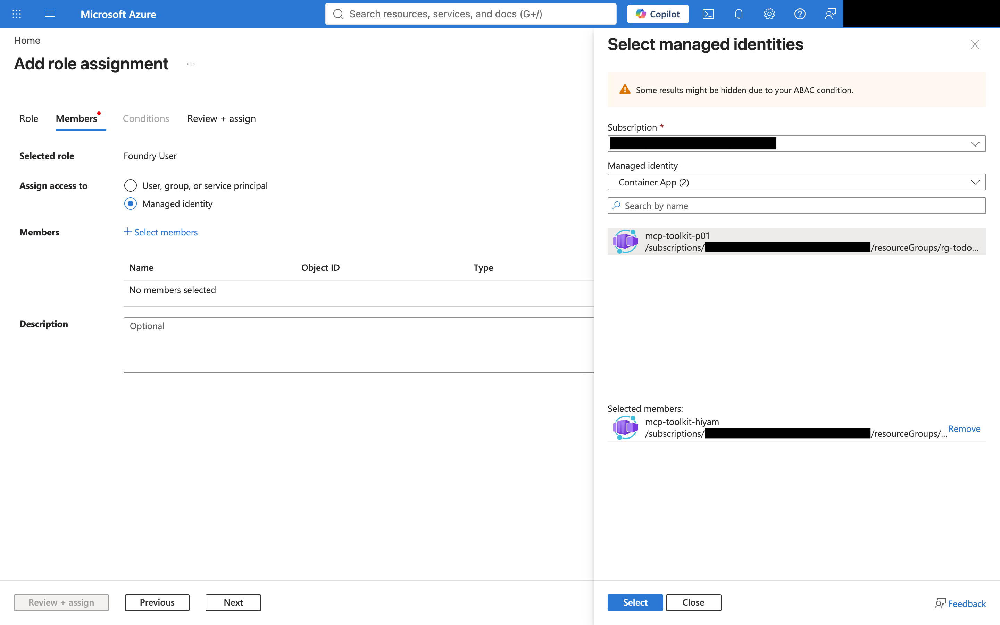 Microsoft Azure
Search resources, services, and docs (G+/)
Copilot
Home
Add role assignment
...
Role
Members
Conditions
Review + assign
Selected role
Foundry User
Assign access to
User, group, or service principal
Managed identity
Members
+ Select members
Name
Object ID
Type
No members selected
Description
Optional
Review + assign
Previous
Next
Select managed identities
Some results might be hidden due to your ABAC condition.
Subscription *
Managed identity
Container App (2)
Search by name
mcp-toolkit-p01
/subscriptions/ /resourceGroups/rg-todo...
Selected members:
mcp-toolkit-hiyam
/subscriptions/ /resourceGroups/...
Remove
Select
Close
Feedback